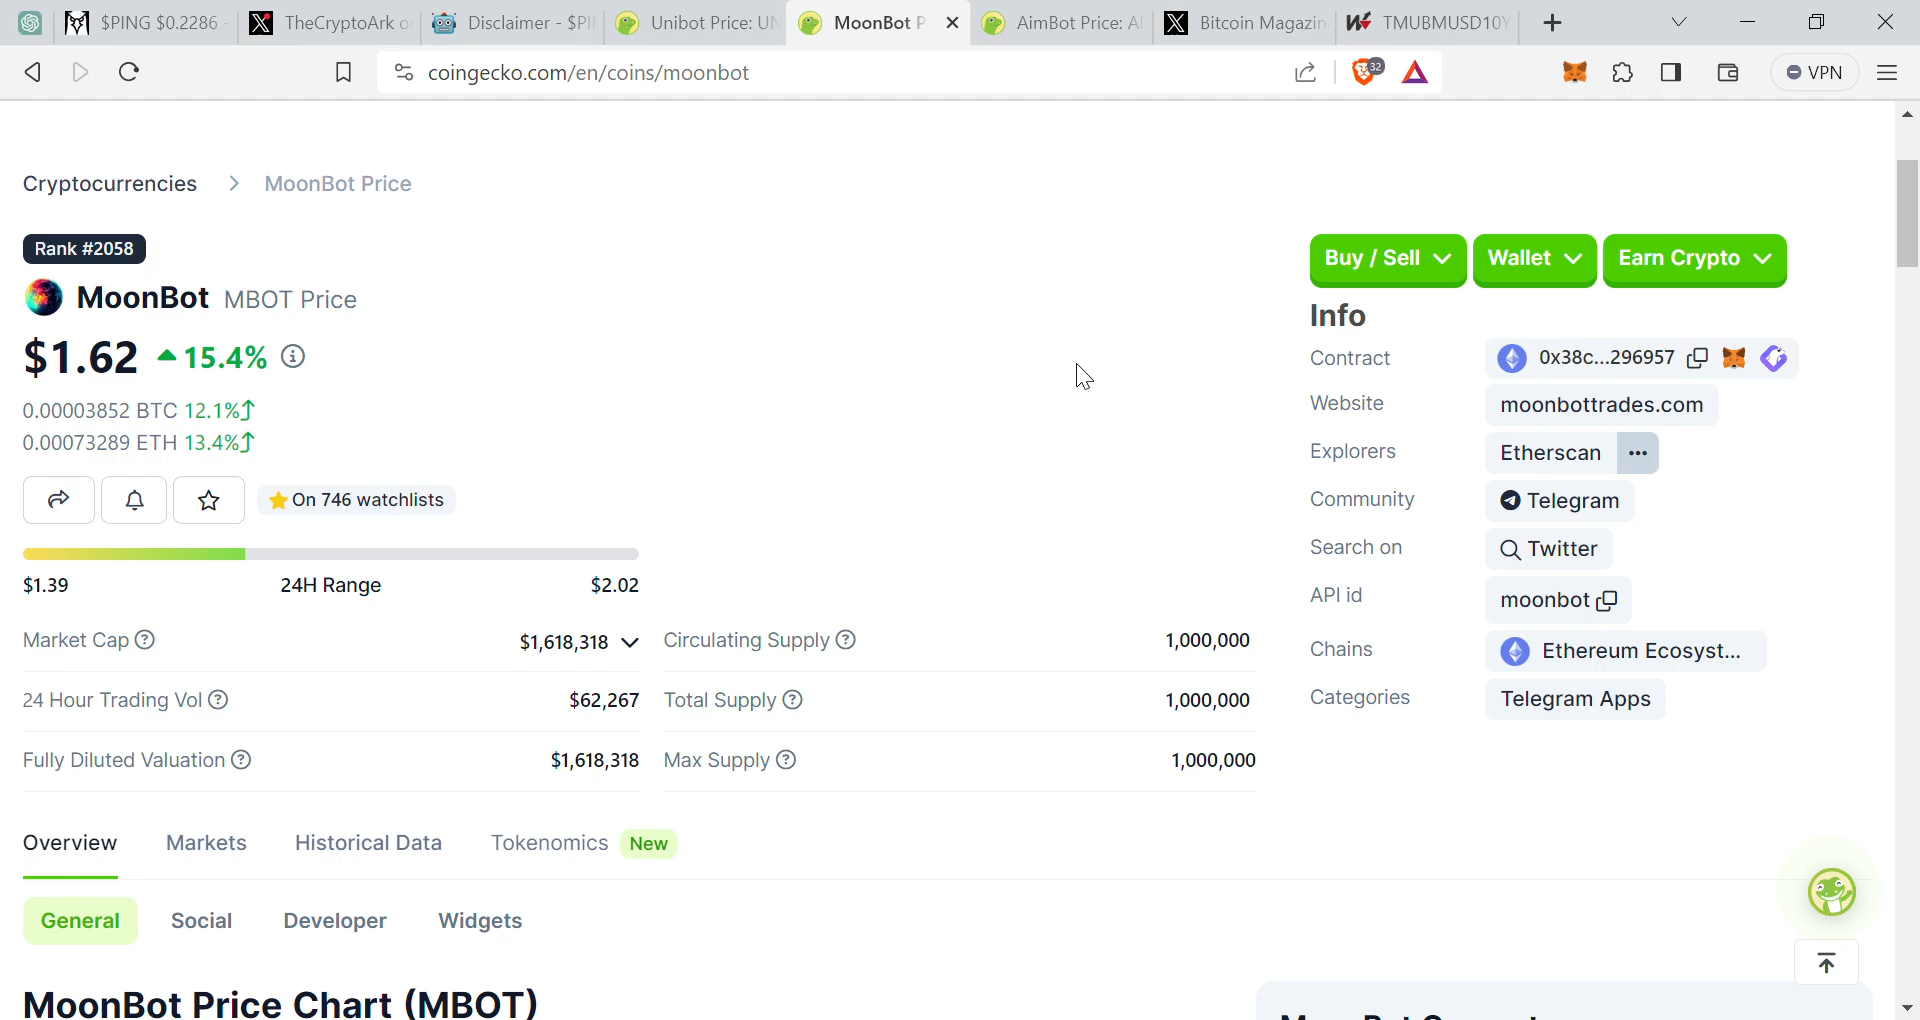 $PING $0.2286 -
TheCryptoArk o
Disclaimer - $PI
Unibot Price: UN
MoonBot P
AimBot Price: AI
Bitcoin Magazin
TMUBMUSD10Y
coingecko.com/en/coins/moonbot
32
VPN
Cryptocurrencies > MoonBot Price
Rank #2058
MoonBot MBOT Price
$1.62 15.4%
0.00003852 BTC 12.1%
0.00073289 ETH 13.4%
On 746 watchlists
$1.39 24H Range $2.02
Market Cap $1,618,318
24 Hour Trading Vol $62,267
Fully Diluted Valuation $1,618,318
Circulating Supply 1,000,000
Total Supply 1,000,000
Max Supply 1,000,000
Buy / Sell Wallet Earn Crypto
Info
Contract 0x38c...296957
Website moonbottrades.com
Explorers Etherscan ...
Community Telegram
Search on Twitter
API id moonbot
Chains Ethereum Ecosyst...
Categories Telegram Apps
Overview Markets Historical Data Tokenomics New
General Social Developer Widgets
MoonBot Price Chart (MBOT)